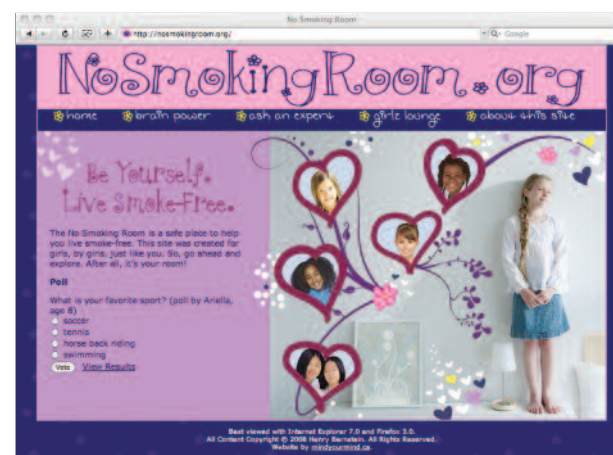 No Smoking Room
http://nosmokingroom.org/
Google
NoSmokingRoom.org
home brain power ask an expert girlz lounge about this site
Be Yourself.
Live Smoke-Free.
The No Smoking Room is a safe place to help
you live smoke-free. This site was created for
girls, by girls, just like you. So, go ahead and
explore. After all, it's your room!
Poll
What is your favorite sport? (poll by Ariella,
age 8)
soccer
tennis
horse back riding
swimming
Vote View Results
Best viewed with Internet Explorer 7.0 and Firefox 3.0.
All Content Copyright © 2008 Henry Bernstein. All Rights Reserved.
Website by mindyourmind.ca.